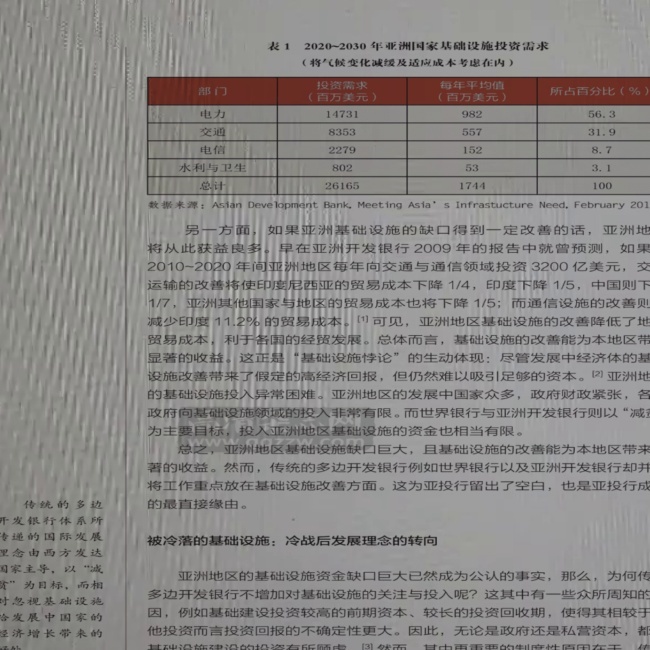 表 1 2020~2030 年亚洲国家基础设施投资需求
（将气候变化减缓及适应成本考虑在内）
部门 投资需求（百万美元） 每年平均值（百万美元） 所占百分比（%）
电力 14731 982 56.3
交通 8353 557 31.9
电信 2279 152 8.7
水利与卫生 802 53 3.1
总计 26165 1744 100
数据来源：Asian Development Bank, Meeting Asia's Infrastucture Need, February 201
另一方面，如果亚洲基础设施的缺口得到一定改善的话，亚洲地
将从此获益良多。早在亚洲开发银行 2009 年的报告中就曾预测，如果
2010~2020 年间亚洲地区每年向交通与通信领域投资 3200 亿美元，交
运输的改善将使印度尼西亚的贸易成本下降 1/4，印度下降 1/5，中国则下
1/7，亚洲其他国家与地区的贸易成本也将下降 1/5；而通信设施的改善则
减少印度 11.2% 的贸易成本。[1] 可见，亚洲地区基础设施的改善降低了地
贸易成本，利于各国的经贸发展。总体而言，基础设施的改善能为本地区带
显著的收益。这正是“基础设施悖论”的生动体现：尽管发展中经济体的基
设施改善带来了假定的高经济回报，但仍然难以吸引足够的资本。[2] 亚洲地
的基础设施投入异常困难。亚洲地区的发展中国家众多，政府财政紧张，各
政府向基础设施领域的投入非常有限。而世界银行与亚洲开发银行则以“减贫
为主要目标，投入亚洲地区基础设施的资金也相当有限。
总之，亚洲地区基础设施缺口巨大，且基础设施的改善能为本地区带来
著的收益。然而，传统的多边开发银行例如世界银行以及亚洲开发银行却并
将工作重点放在基础设施改善方面。这为亚投行留出了空白，也是亚投行成
的最直接缘由。
传统的多边
开发银行体系所
传递的国际发展
理念由西方发达
国家主导，以“减
贫”为目标，而相
对忽视基础设施
给发展中国家的
经济增长带来的
被冷落的基础设施：冷战后发展理念的转向
亚洲地区的基础设施资金缺口巨大已然成为公认的事实，那么，为何传
多边开发银行不增加对基础设施的关注与投入呢？这其中有一些众所周知的
因，例如基础建设投资较高的前期资本、较长的投资回收期，使得其相较于
他投资而言投资回报的不确定性更大。因此，无论是政府还是私营资本，都
基础设施建设的投资有所顾虑。[3] 然而，其中更重要的制度性原因在于，传